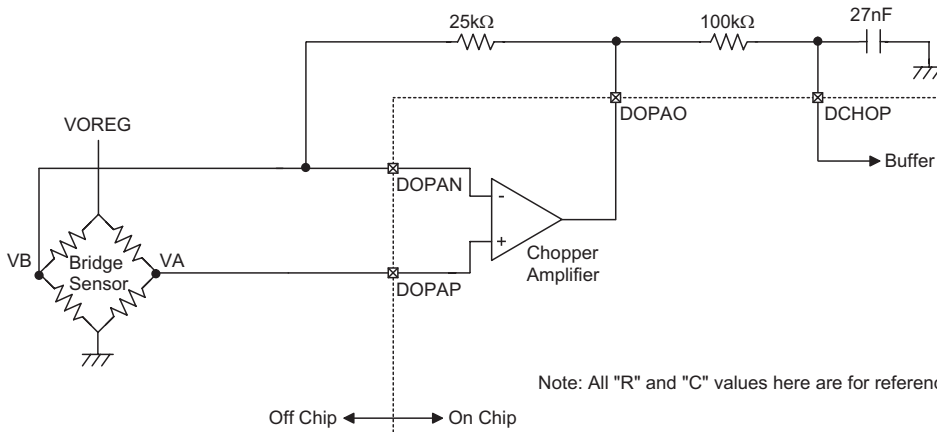 25kΩ
100kΩ
27nF
DOPAO
DCHOP
VOREG
Buffer
DOPAN
-
VB
Bridge
Sensor
VA
+
Chopper
Amplifier
DOPAP
Note: All "R" and "C" values here are for referenc
Off Chip
On Chip